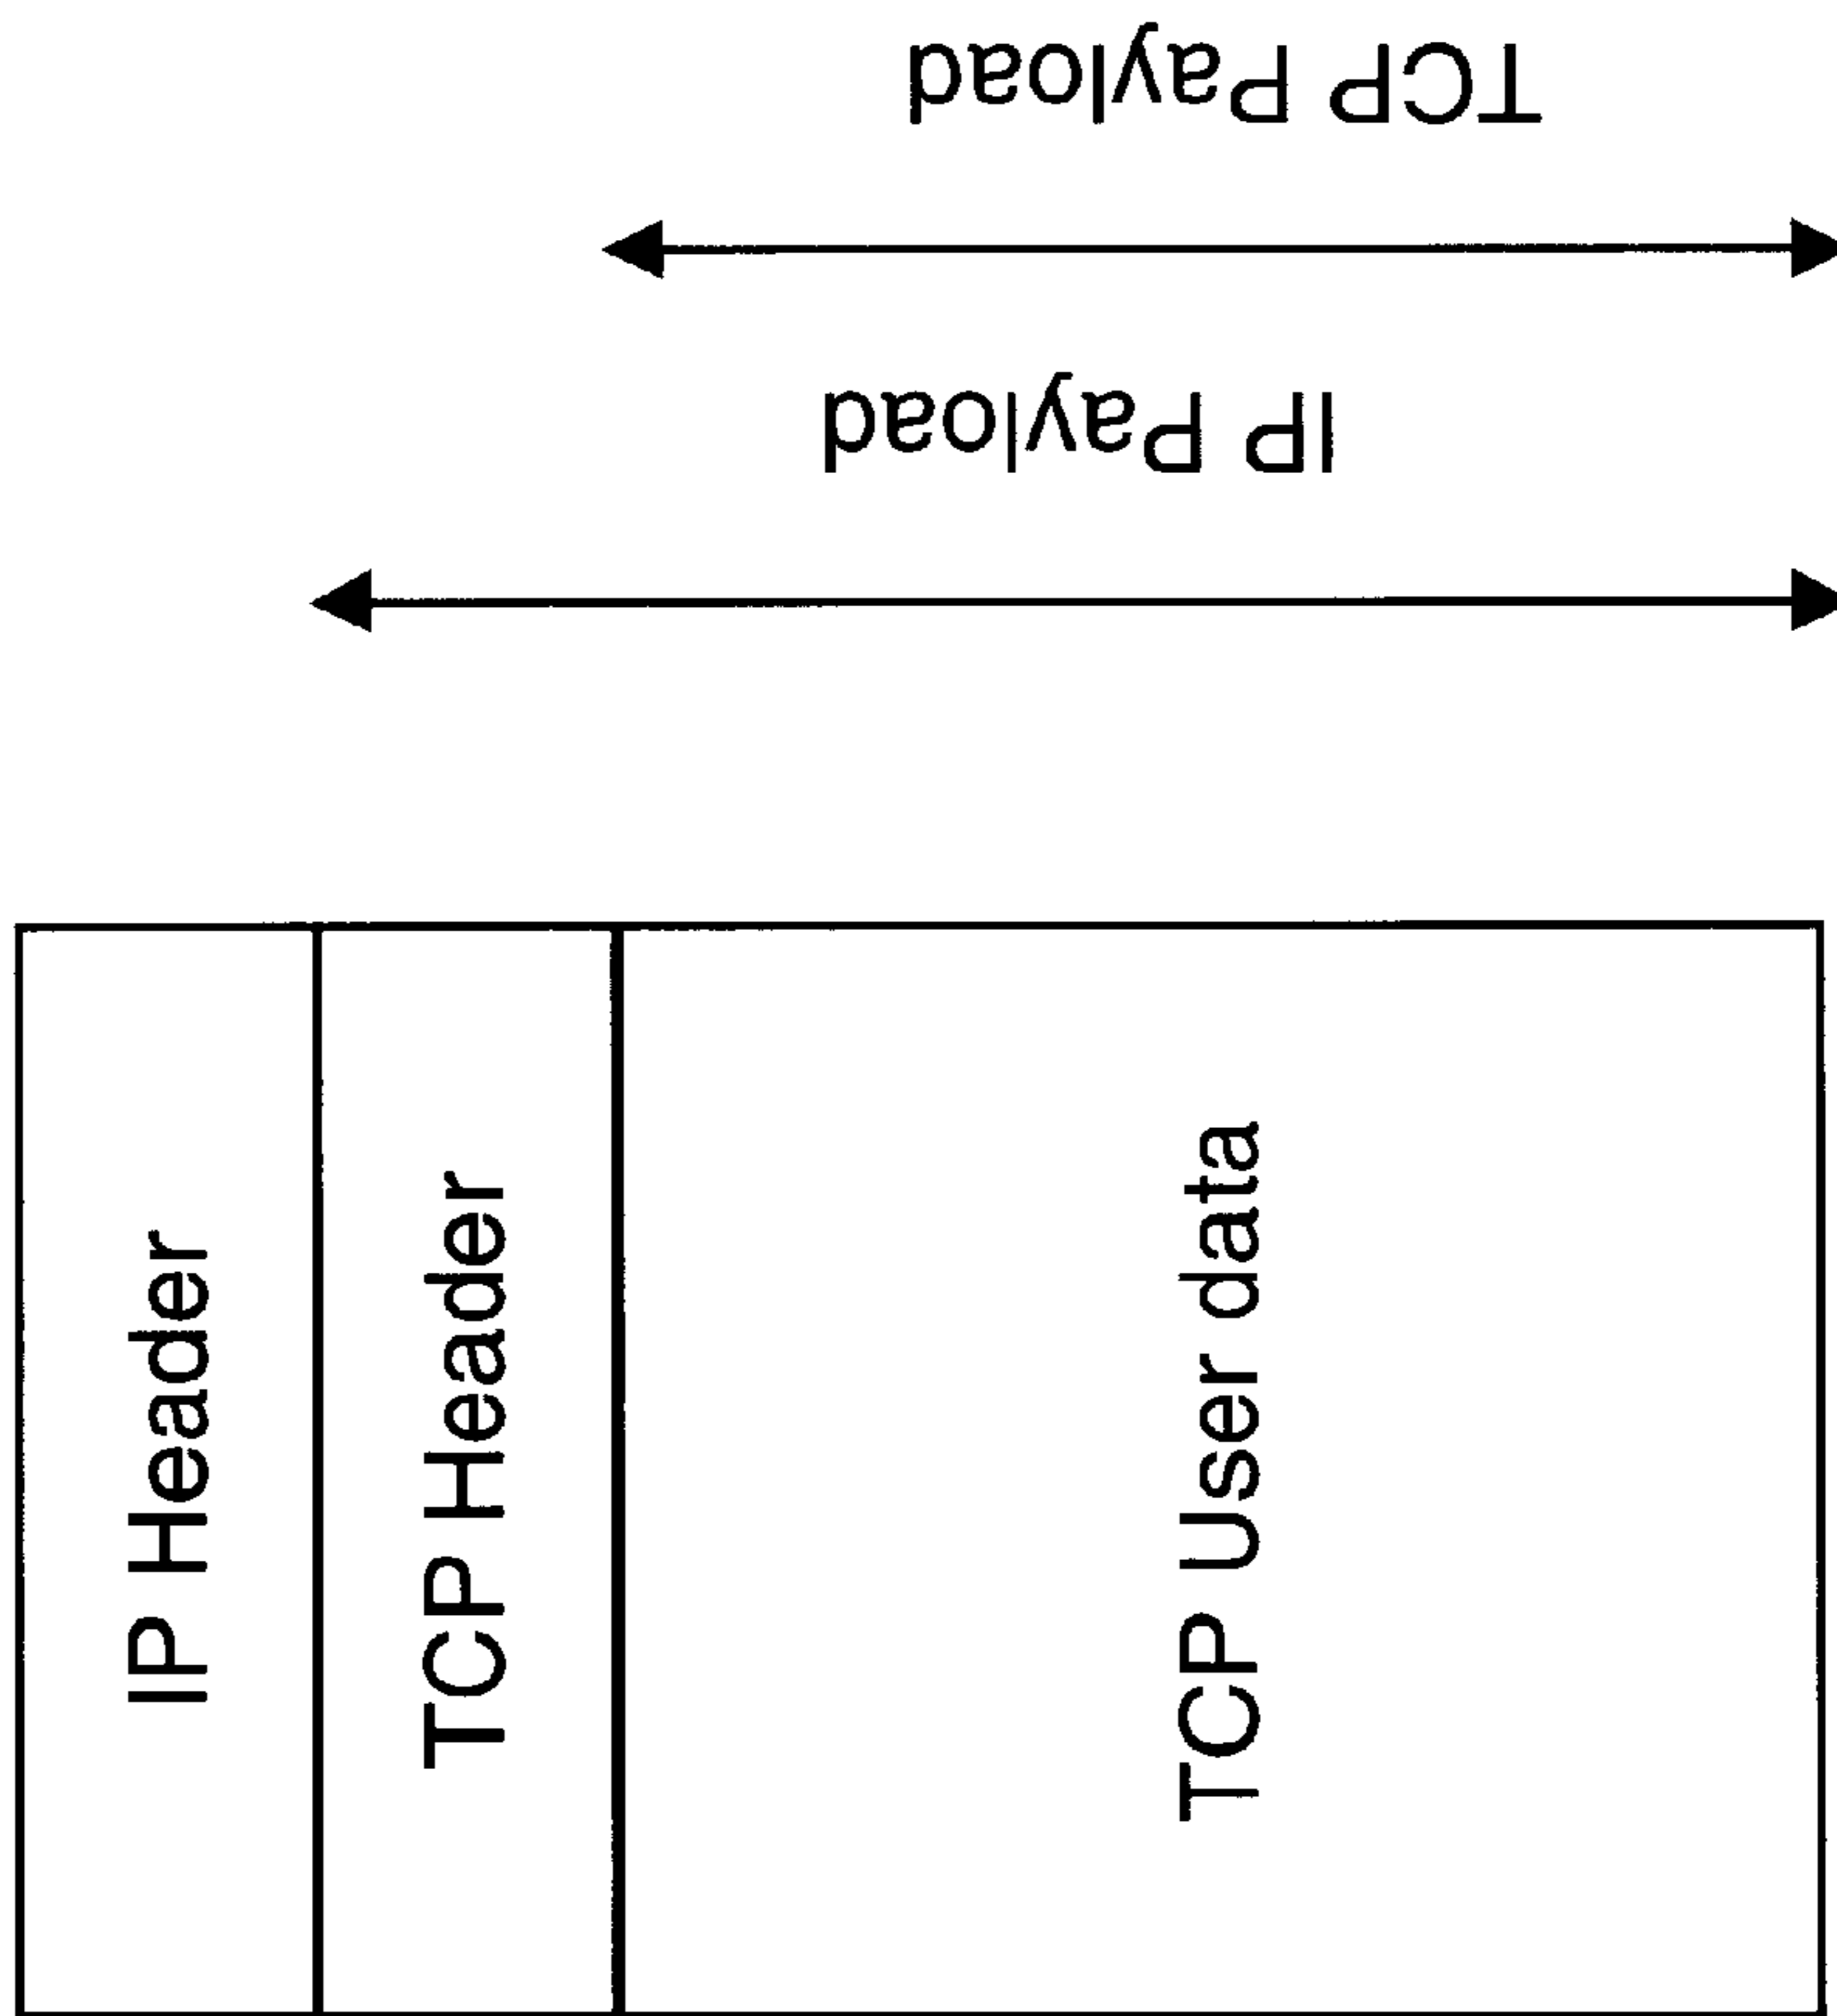 IP Header
TCP Header
TCP User data
IP Payload
TCP Payload